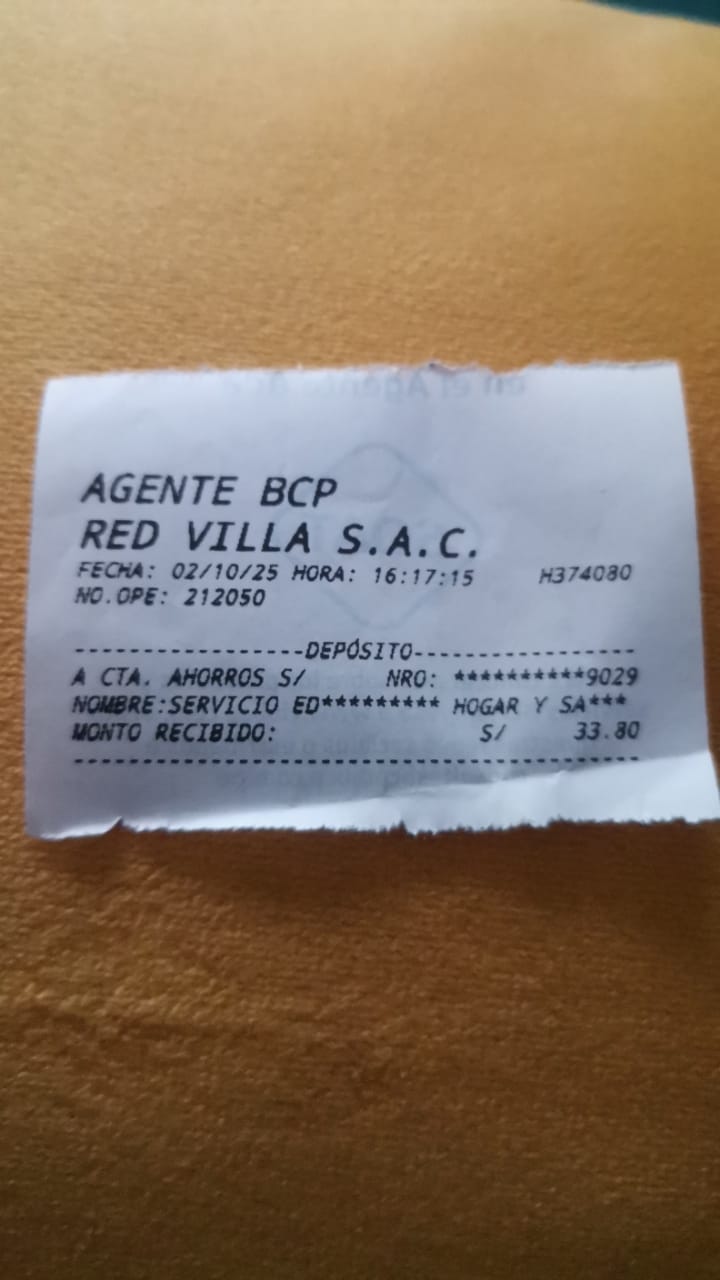 AGENTE BCP
RED VILLA S.A.C.
FECHA: 02/10/25 HORA: 16:17:15 H374080
NO.OPE: 212050
------------------DEPÓSITO-----------------
A CTA. AHORROS S/ NRO: **********9029
NOMBRE:SERVICIO ED********* HOGAR Y SA***
MONTO RECIBIDO: S/ 33.80
-------------------------------------------